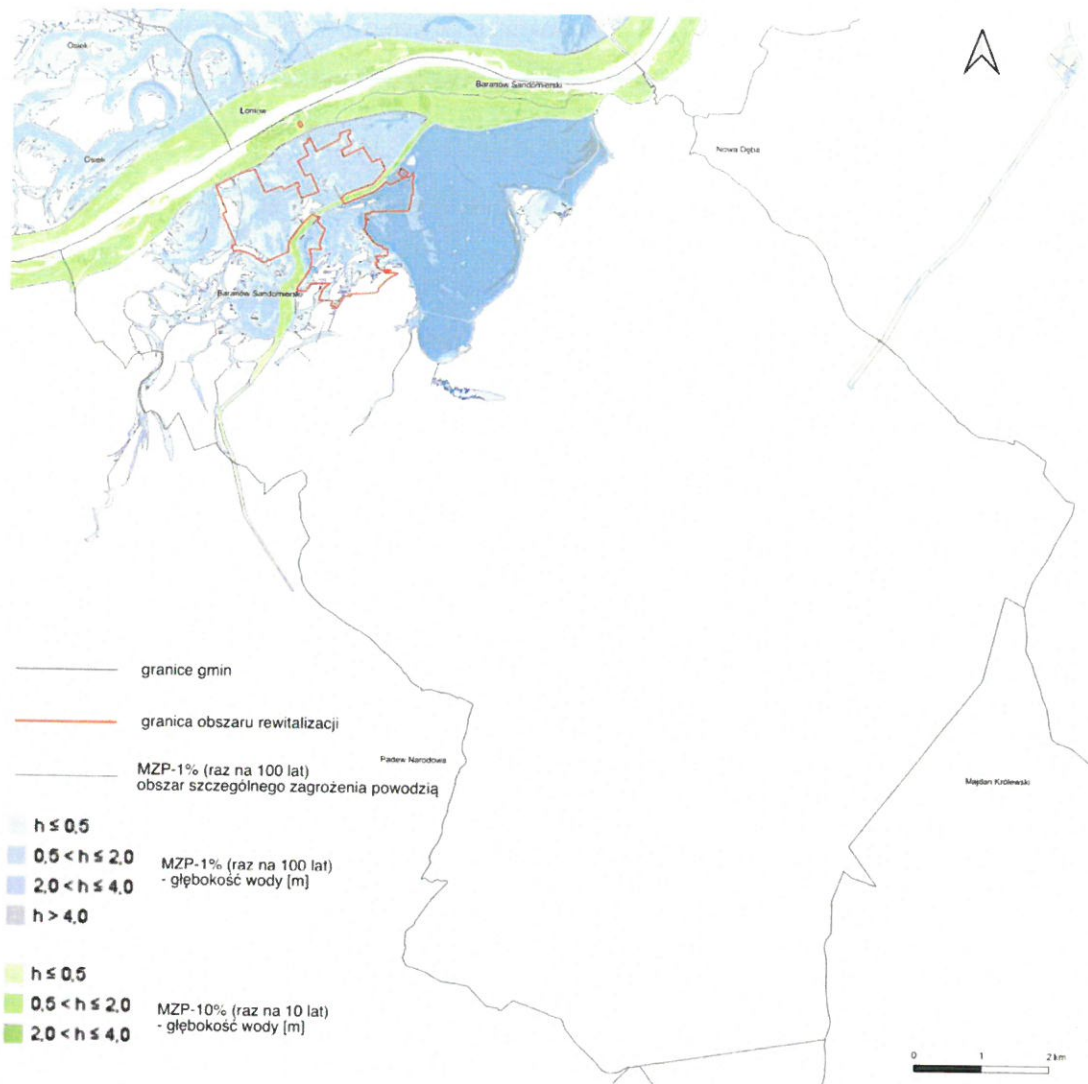 Osiek
Łoniów
Baranów Sandomierski
Osiek
Nowa Dęba
Baranów Sandomierski
granice gmin
granica obszaru rewitalizacji
MZP-1% (raz na 100 lat)
obszar szczególnego zagrożenia powodzią
Padew Narodowa
Majdan Królewski
h ≤ 0,5
0,5 < h ≤ 2,0
2,0 < h ≤ 4,0
h > 4,0
MZP-1% (raz na 100 lat)
- głębokość wody [m]
h ≤ 0,5
0,5 < h ≤ 2,0
2,0 < h ≤ 4,0
MZP-10% (raz na 10 lat)
- głębokość wody [m]
0 1 2 km